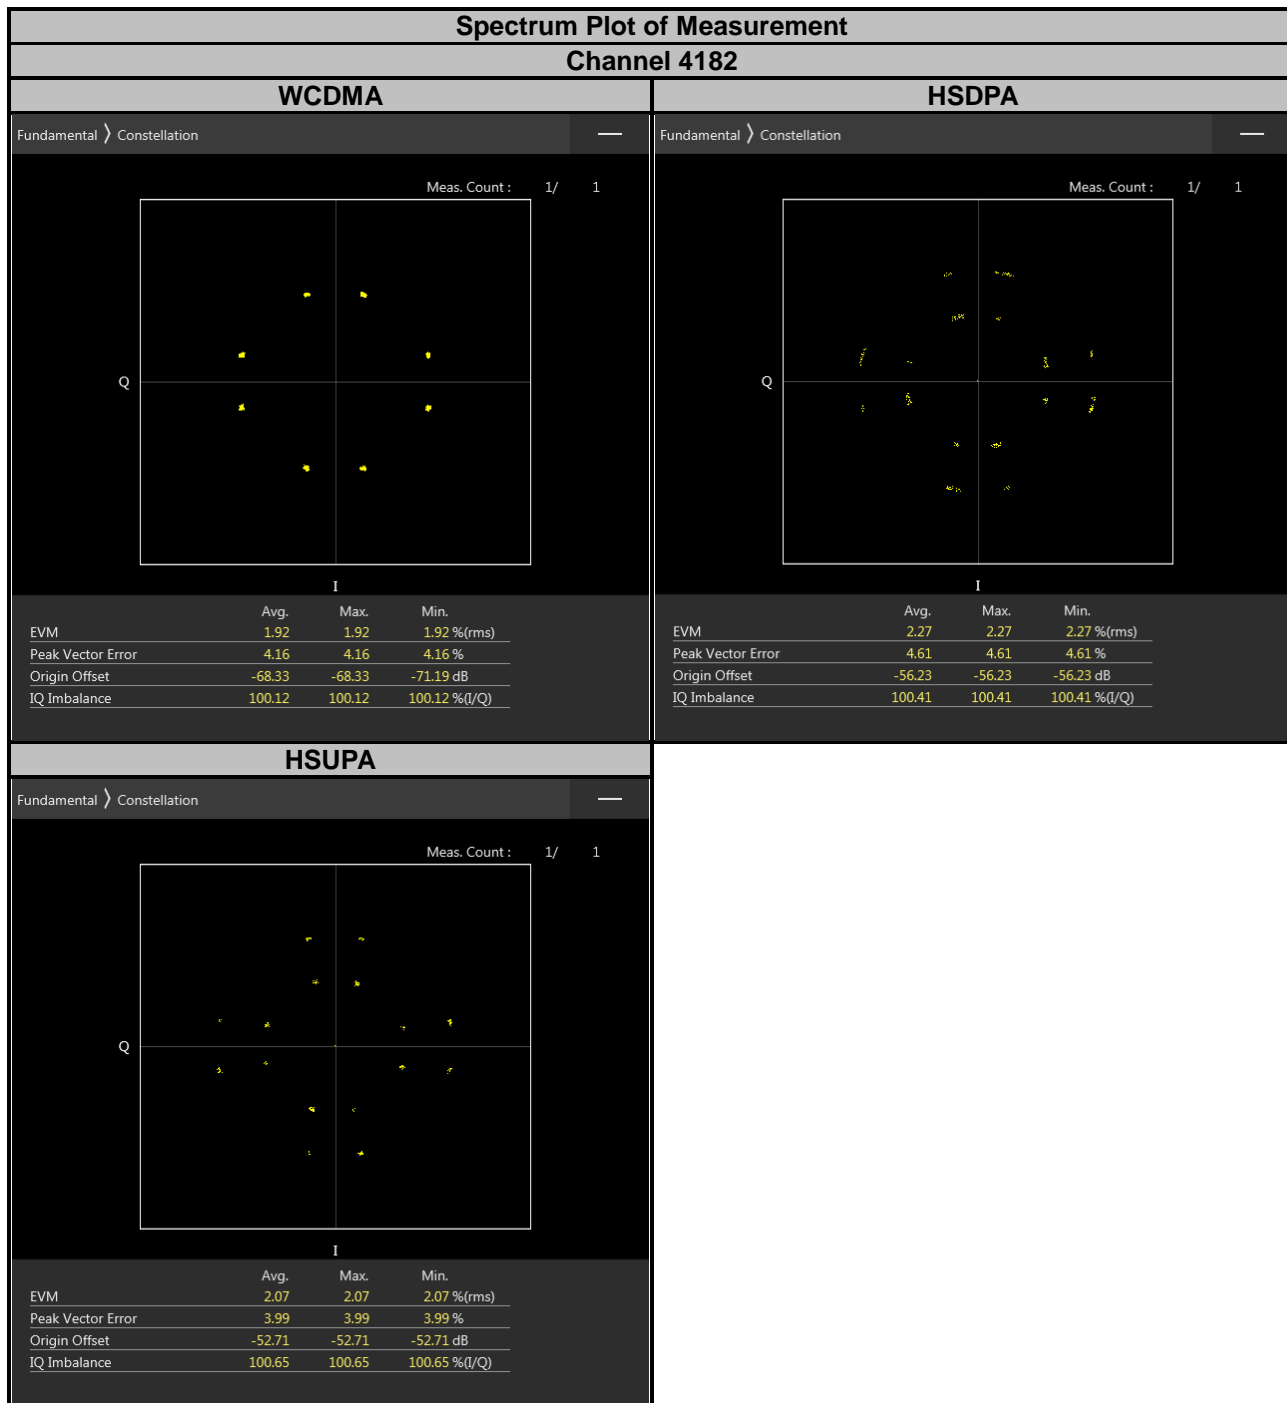 Spectrum Plot of Measurement
Channel 4182
WCDMA
Fundamental 〉 Constellation
Meas. Count : 1/ 1
Q
I
Avg. Max. Min.
EVM 1.92 1.92 1.92 %(rms)
Peak Vector Error 4.16 4.16 4.16 %
Origin Offset -68.33 -68.33 -71.19 dB
IQ Imbalance 100.12 100.12 100.12 %(I/Q)
HSDPA
Fundamental 〉 Constellation
Meas. Count : 1/ 1
Q
I
Avg. Max. Min.
EVM 2.27 2.27 2.27 %(rms)
Peak Vector Error 4.61 4.61 4.61 %
Origin Offset -56.23 -56.23 -56.23 dB
IQ Imbalance 100.41 100.41 100.41 %(I/Q)
HSUPA
Fundamental 〉 Constellation
Meas. Count : 1/ 1
Q
I
Avg. Max. Min.
EVM 2.07 2.07 2.07 %(rms)
Peak Vector Error 3.99 3.99 3.99 %
Origin Offset -52.71 -52.71 -52.71 dB
IQ Imbalance 100.65 100.65 100.65 %(I/Q)